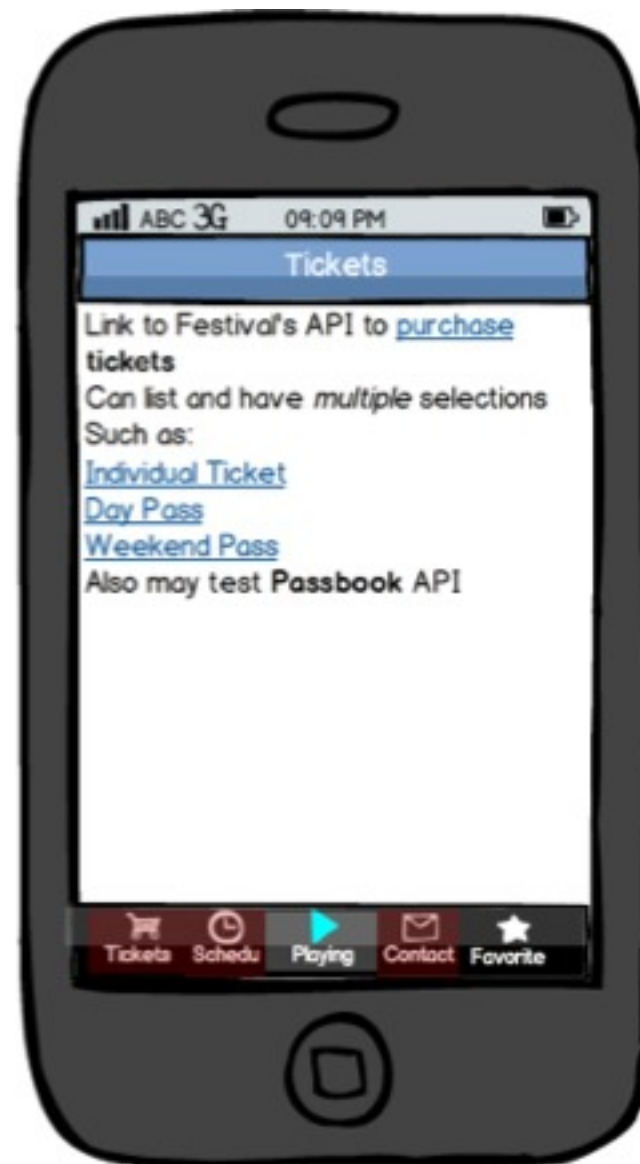 ABC 3G 09:09 PM
Tickets
Link to Festival's API to purchase
tickets
Can list and have multiple selections
Such as:
Individual Ticket
Day Pass
Weekend Pass
Also may test Passbook API
Tickets Schedu Playing Contact Favorite